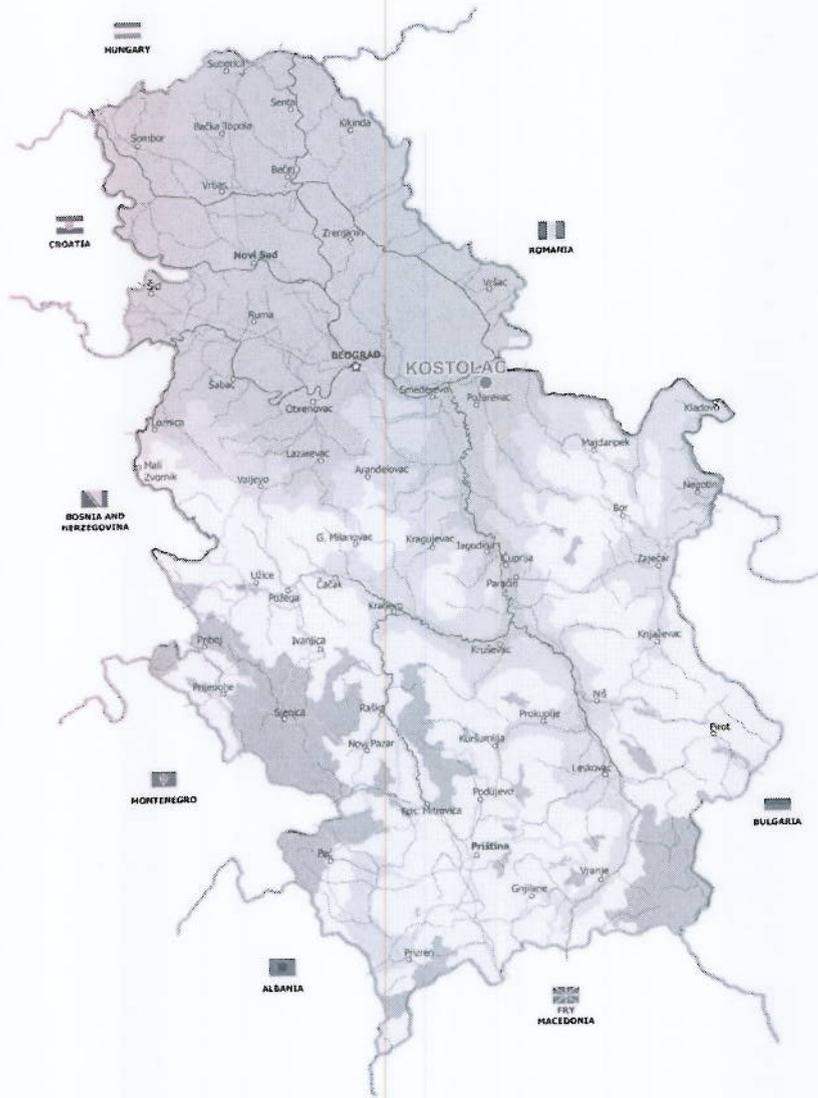 HUNGARY
Subotica
Senta
Kikinda
Bačka Topola
Sombor
Bečej
Vrbas
CROATIA
Zrenjanin
ROMANIA
Novi Sad
Vršac
Šid
Ruma
BEOGRAD
KOSTOLAC
Šabac
Smederevo
Požarevac
Obrenovac
Kladovo
Loznica
Majdanpek
Lazarevac
Aranđelovac
Mali
Zvornik
Valjevo
Negotin
BOSNIA AND
HERZEGOVINA
Bor
G. Milanovac
Kragujevac
Jagodina
Ćuprija
Zaječar
Užice
Čačak
Paraćin
Požega
Kraljevo
Priboj
Ivanjica
Knjaževac
Kruševac
Prijepolje
Niš
Raška
Sjenica
Prokuplje
Pirot
Novi Pazar
Kuršumlija
Leskovac
MONTENEGRO
Podujevo
Kos. Mitrovica
BULGARIA
Priština
Peć
Vranje
Gnjilane
Prizren
ALBANIA
FRY
MACEDONIA